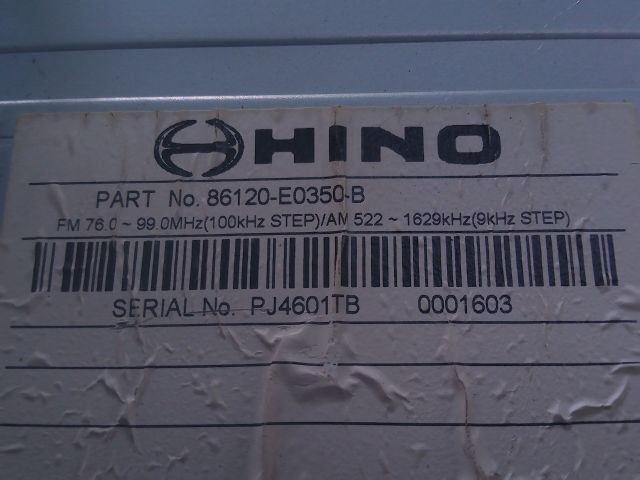 HINO
PART No. 86120-E0350-B
FM 76.0 ~ 99.0MHz(100kHz STEP)/AM 522 ~ 1629kHz(9kHz STEP)
SERIAL No. PJ4601TB 0001603